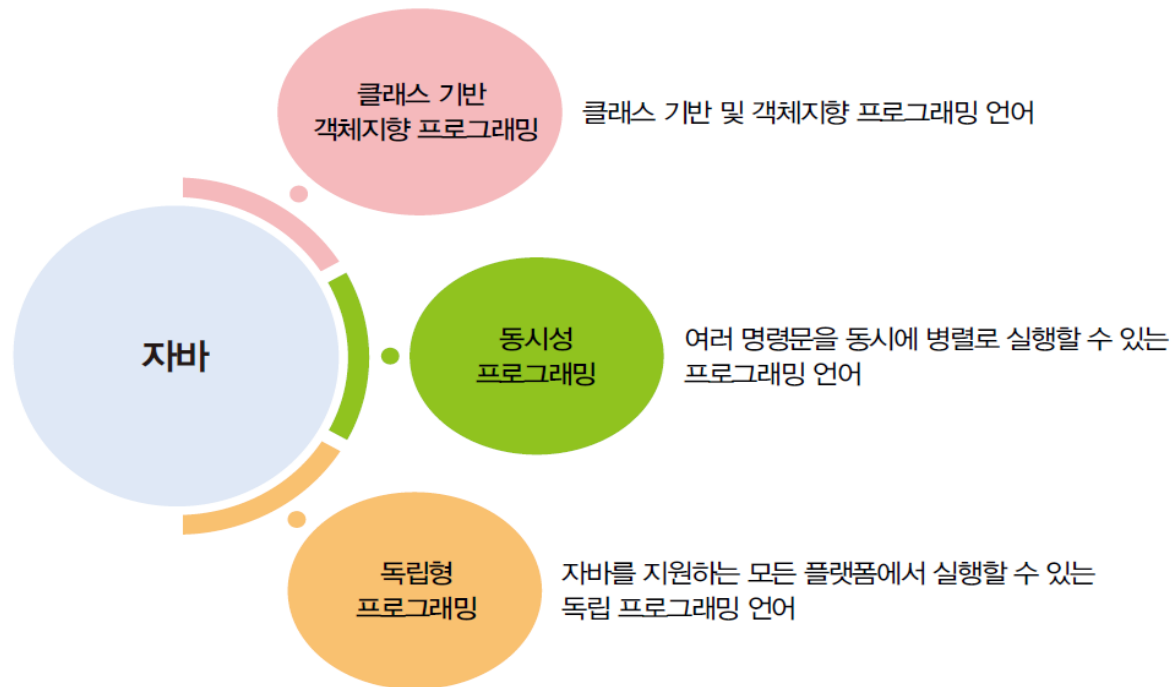 클래스 기반
객체지향 프로그래밍
클래스 기반 및 객체지향 프로그래밍 언어
자바
동시성
프로그래밍
여러 명령문을 동시에 병렬로 실행할 수 있는
프로그래밍 언어
독립형
프로그래밍
자바를 지원하는 모든 플랫폼에서 실행할 수 있는
독립 프로그래밍 언어